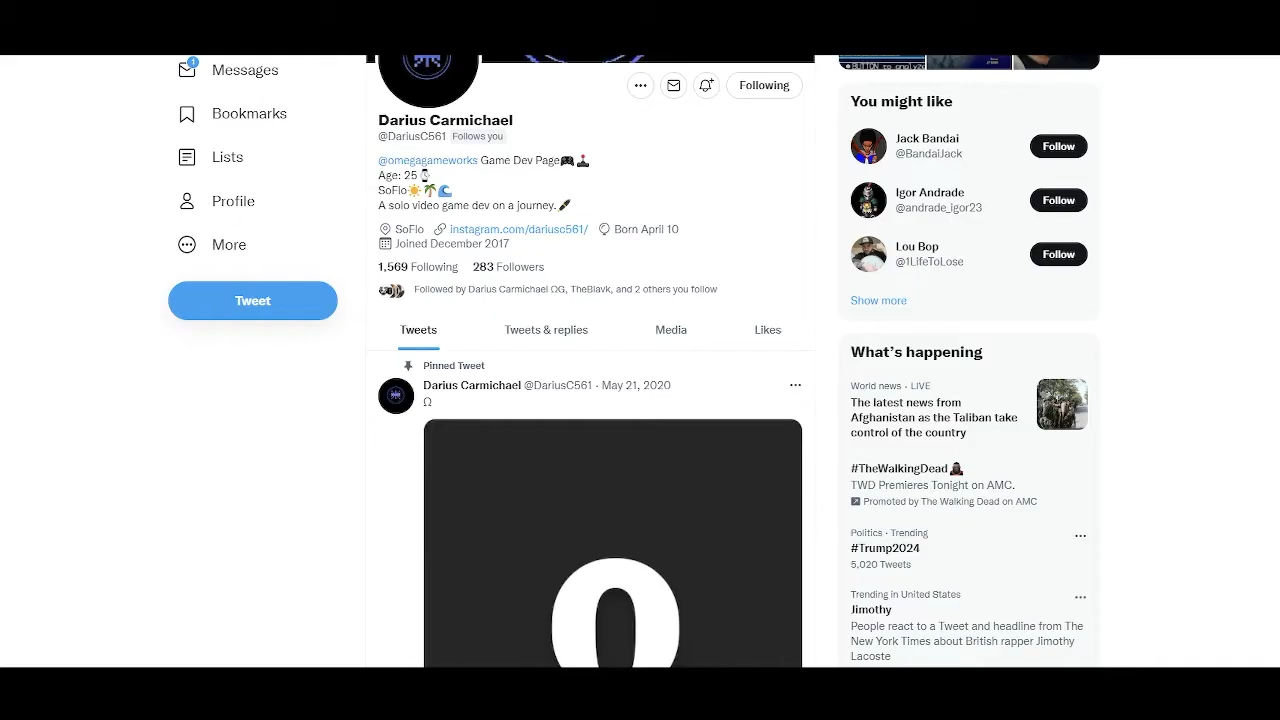 1
Messages
Bookmarks
Lists
Profile
More
Tweet
Following
Darius Carmichael
@DariusC561 Follows you
@omegagameworks Game Dev Page🎮🕹️
Age: 25⌚
SoFlo☀️🌴🌊
A solo video game dev on a journey.🖋️
SoFlo instagram.com/dariusc561/ Born April 10
Joined December 2017
1,569 Following 283 Followers
Followed by Darius Carmichael ΩG, TheBlavk, and 2 others you follow
Tweets Tweets & replies Media Likes
Pinned Tweet
Darius Carmichael @DariusC561 · May 21, 2020
Ω
You might like
Jack Bandai
@BandaiJack
Follow
Igor Andrade
@andrade_igor23
Follow
Lou Bop
@1LifeToLose
Follow
Show more
What's happening
World news · LIVE
The latest news from
Afghanistan as the Taliban take
control of the country
#TheWalkingDead
TWD Premieres Tonight on AMC.
Promoted by The Walking Dead on AMC
Politics · Trending
#Trump2024
5,020 Tweets
Trending in United States
Jimothy
People react to a Tweet and headline from The
New York Times about British rapper Jimothy
Lacoste